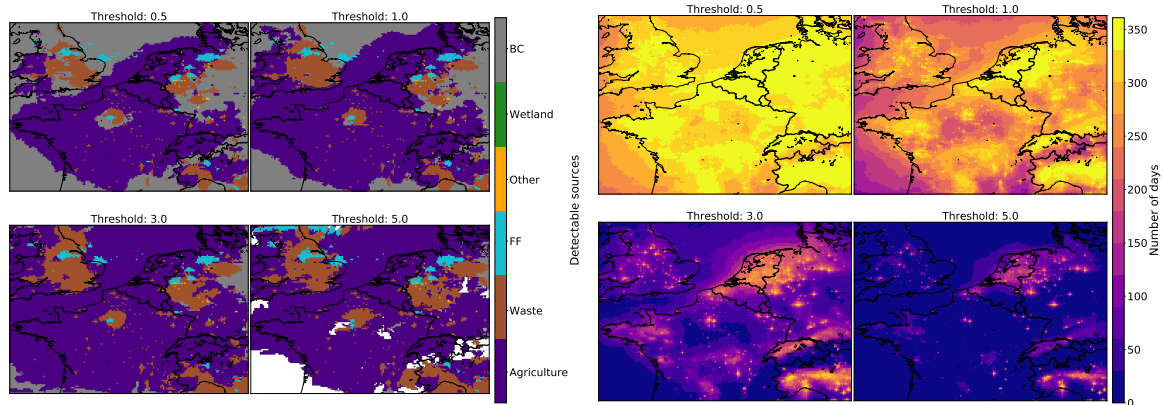 Threshold: 0.5
Threshold: 1.0
Threshold: 3.0
Threshold: 5.0
BC
Wetland
Other
FF
Waste
Agriculture
Detectable sources
Threshold: 0.5
Threshold: 1.0
Threshold: 3.0
Threshold: 5.0
350
300
250
200
150
100
50
0
Number of days